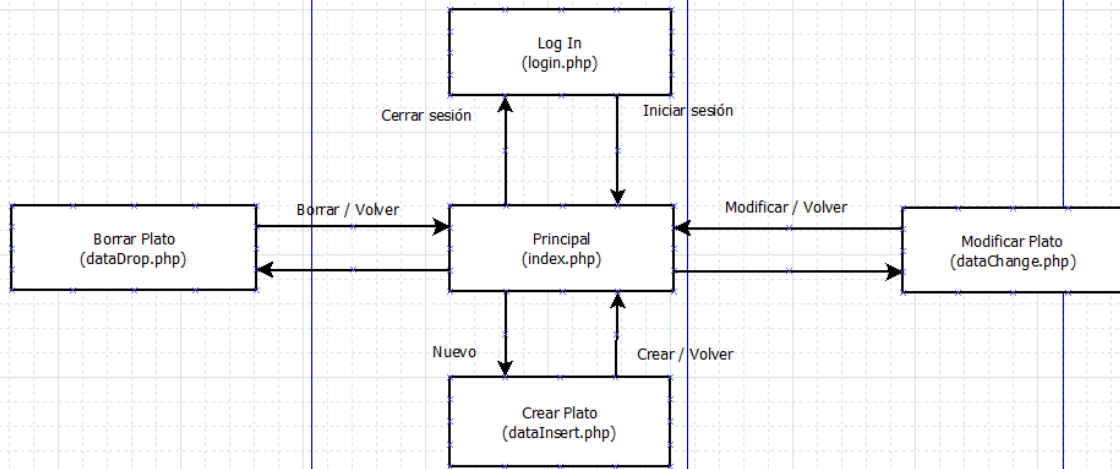 Log In
(login.php)
Cerrar sesión
Iniciar sesión
Borrar / Volver
Modificar / Volver
Borrar Plato
(dataDrop.php)
Principal
(index.php)
Modificar Plato
(dataChange.php)
Nuevo
Crear / Volver
Crear Plato
(dataInsert.php)